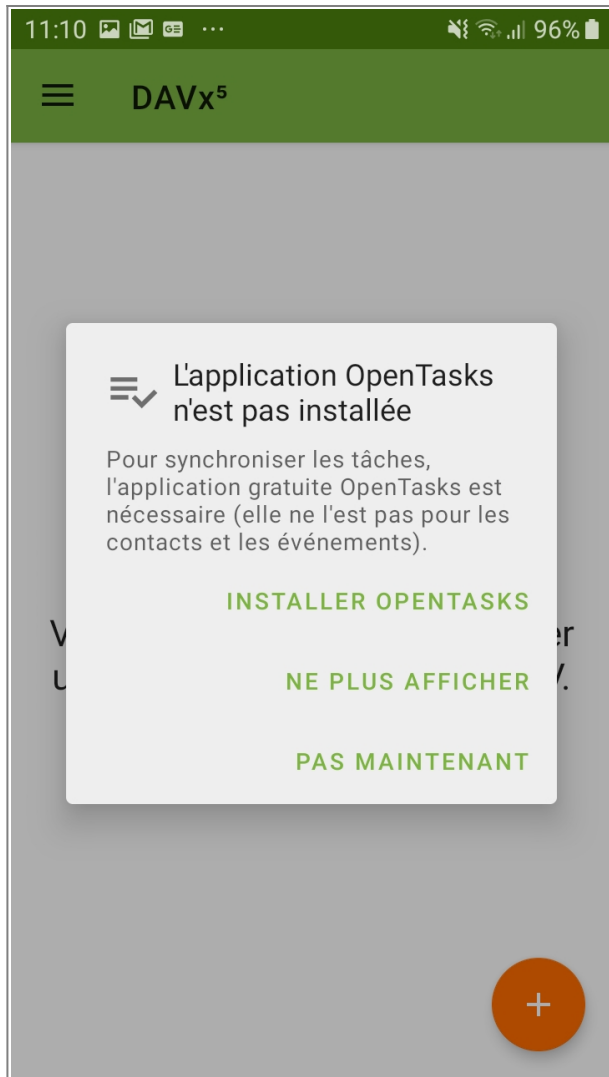 11:10 GE ... 96%
DAVx⁵
L'application OpenTasks
n'est pas installée
Pour synchroniser les tâches,
l'application gratuite OpenTasks est
nécessaire (elle ne l'est pas pour les
contacts et les événements).
INSTALLER OPENTASKS
NE PLUS AFFICHER
PAS MAINTENANT
+